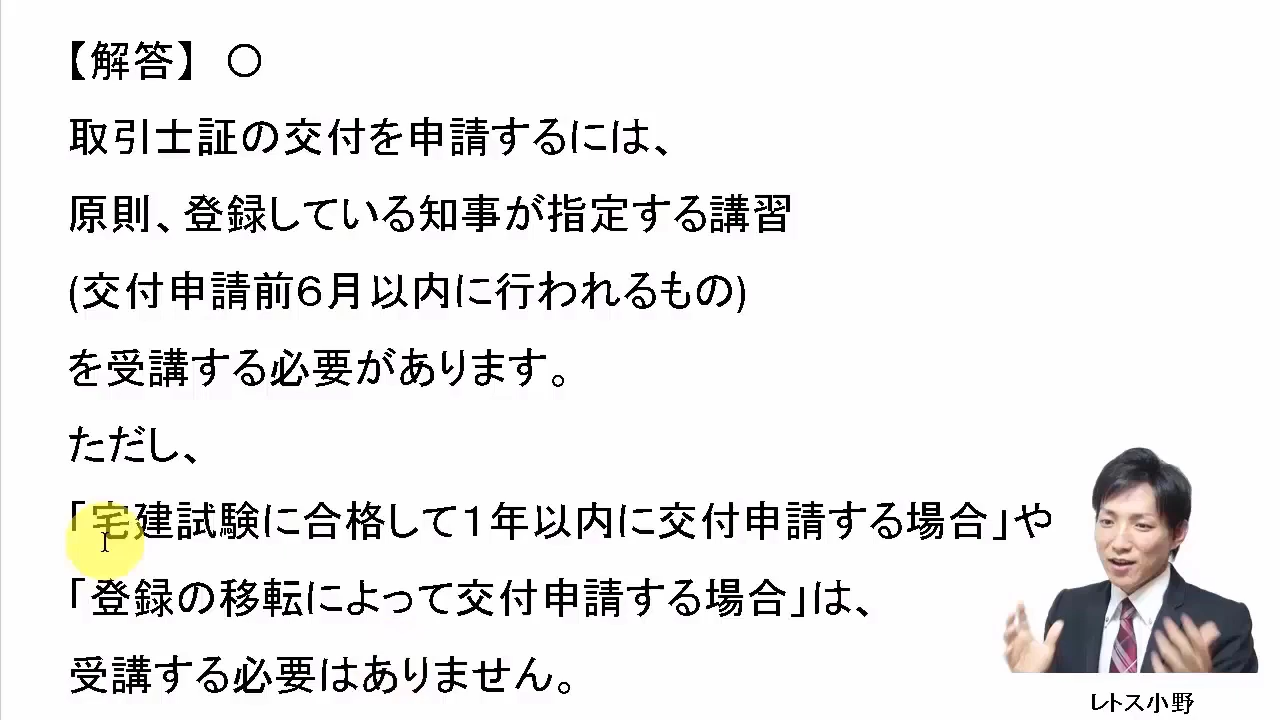 【解答】 ○
取引士証の交付を申請するには、
原則、登録している知事が指定する講習
(交付申請前６月以内に行われるもの)
を受講する必要があります。
ただし、
「宅建試験に合格して１年以内に交付申請する場合」や
「登録の移転によって交付申請する場合」は、
受講する必要はありません。
レトス小野